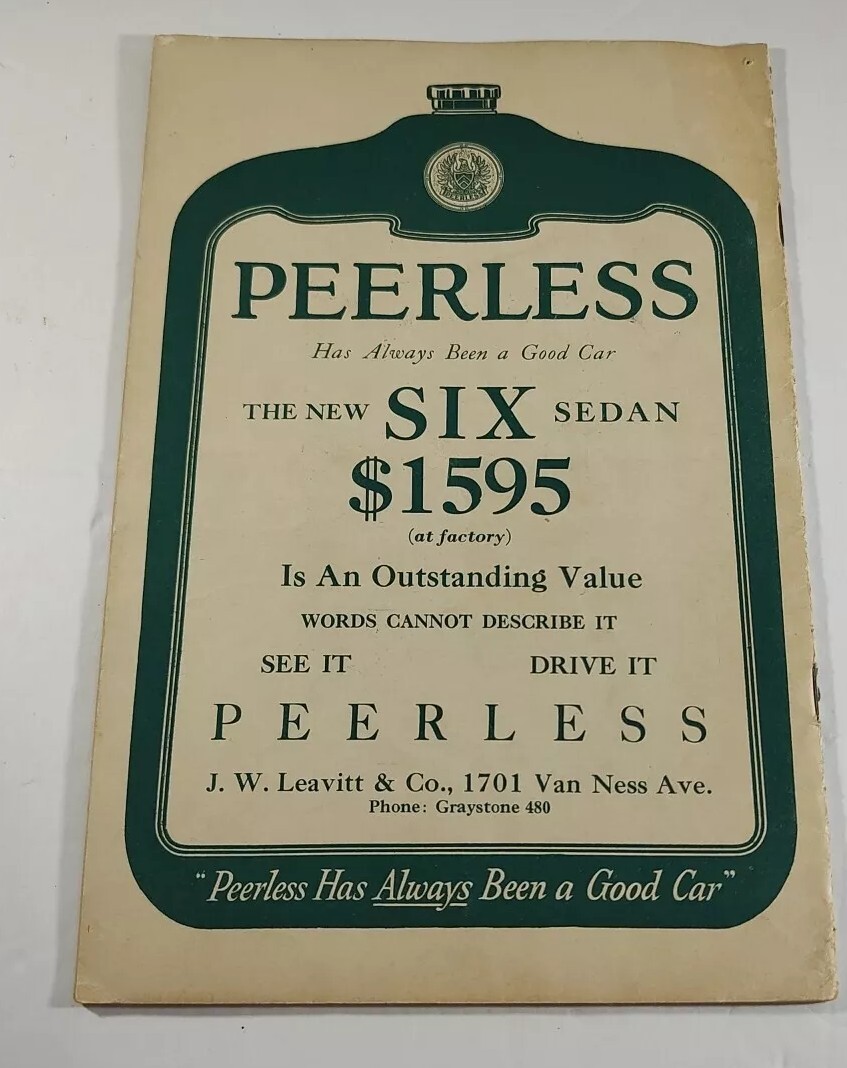 PEERLESS
PEERLESS
Has Always Been a Good Car
THE NEW SIX SEDAN
$1595
(at factory)
Is An Outstanding Value
WORDS CANNOT DESCRIBE IT
SEE IT DRIVE IT
PEERLESS
J. W. Leavitt & Co., 1701 Van Ness Ave.
Phone: Graystone 480
"Peerless Has Always Been a Good Car"